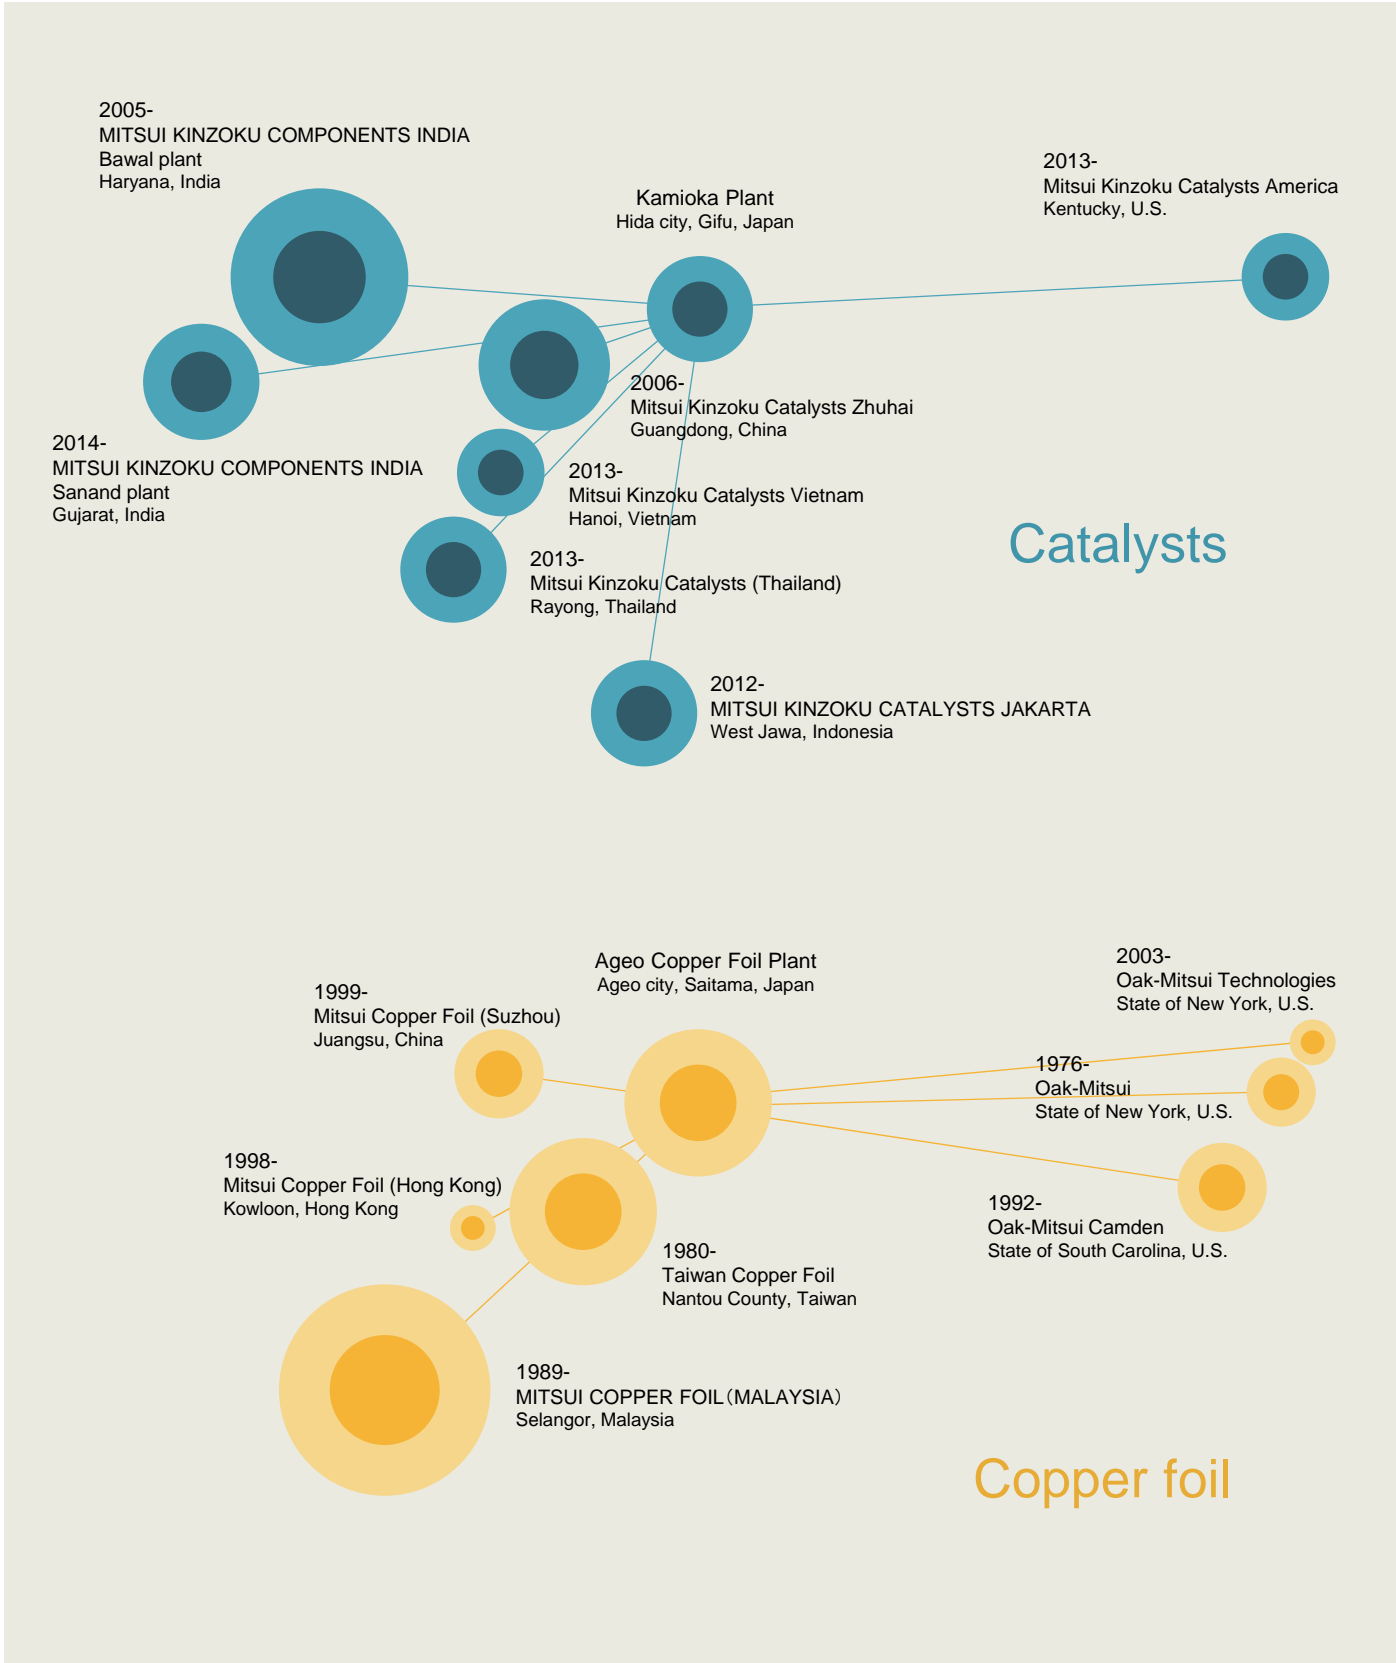 2005-
MITSUI KINZOKU COMPONENTS INDIA
Bawal plant
Haryana, India
Kamioka Plant
Hida city, Gifu, Japan
2013-
Mitsui Kinzoku Catalysts America
Kentucky, U.S.
2006-
Mitsui Kinzoku Catalysts Zhuhai
Guangdong, China
2014-
MITSUI KINZOKU COMPONENTS INDIA
Sanand plant
Gujarat, India
2013-
Mitsui Kinzoku Catalysts Vietnam
Hanoi, Vietnam
Catalysts
2013-
Mitsui Kinzoku Catalysts (Thailand)
Rayong, Thailand
2012-
MITSUI KINZOKU CATALYSTS JAKARTA
West Jawa, Indonesia
Ageo Copper Foil Plant
Ageo city, Saitama, Japan
2003-
Oak-Mitsui Technologies
State of New York, U.S.
1999-
Mitsui Copper Foil (Suzhou)
Juangsu, China
1976-
Oak-Mitsui
State of New York, U.S.
1998-
Mitsui Copper Foil (Hong Kong)
Kowloon, Hong Kong
1992-
Oak-Mitsui Camden
State of South Carolina, U.S.
1980-
Taiwan Copper Foil
Nantou County, Taiwan
1989-
MITSUI COPPER FOIL（MALAYSIA）
Selangor, Malaysia
Copper foil